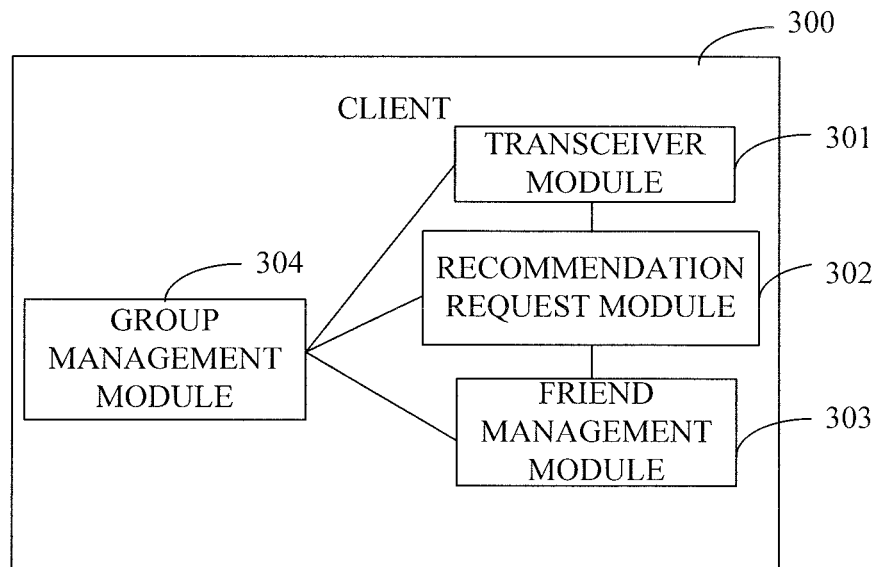 300
CLIENT
TRANSCEIVER
MODULE
301
RECOMMENDATION
REQUEST MODULE
302
304
GROUP
MANAGEMENT
MODULE
FRIEND
MANAGEMENT
MODULE
303